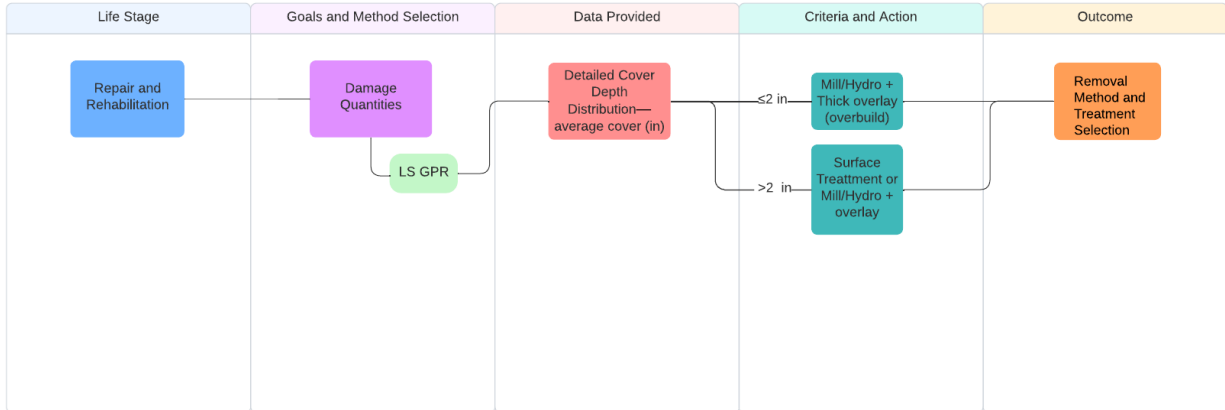 Life Stage
Goals and Method Selection
Data Provided
Criteria and Action
Outcome
Repair and
Rehabilitation
Damage
Quantities
LS GPR
Detailed Cover
Depth
Distribution—
average cover (in)
≤2 in
Mill/Hydro +
Thick overlay
(overbuild)
>2 in
Surface
Treattment or
Mill/Hydro +
overlay
Removal
Method and
Treatment
Selection